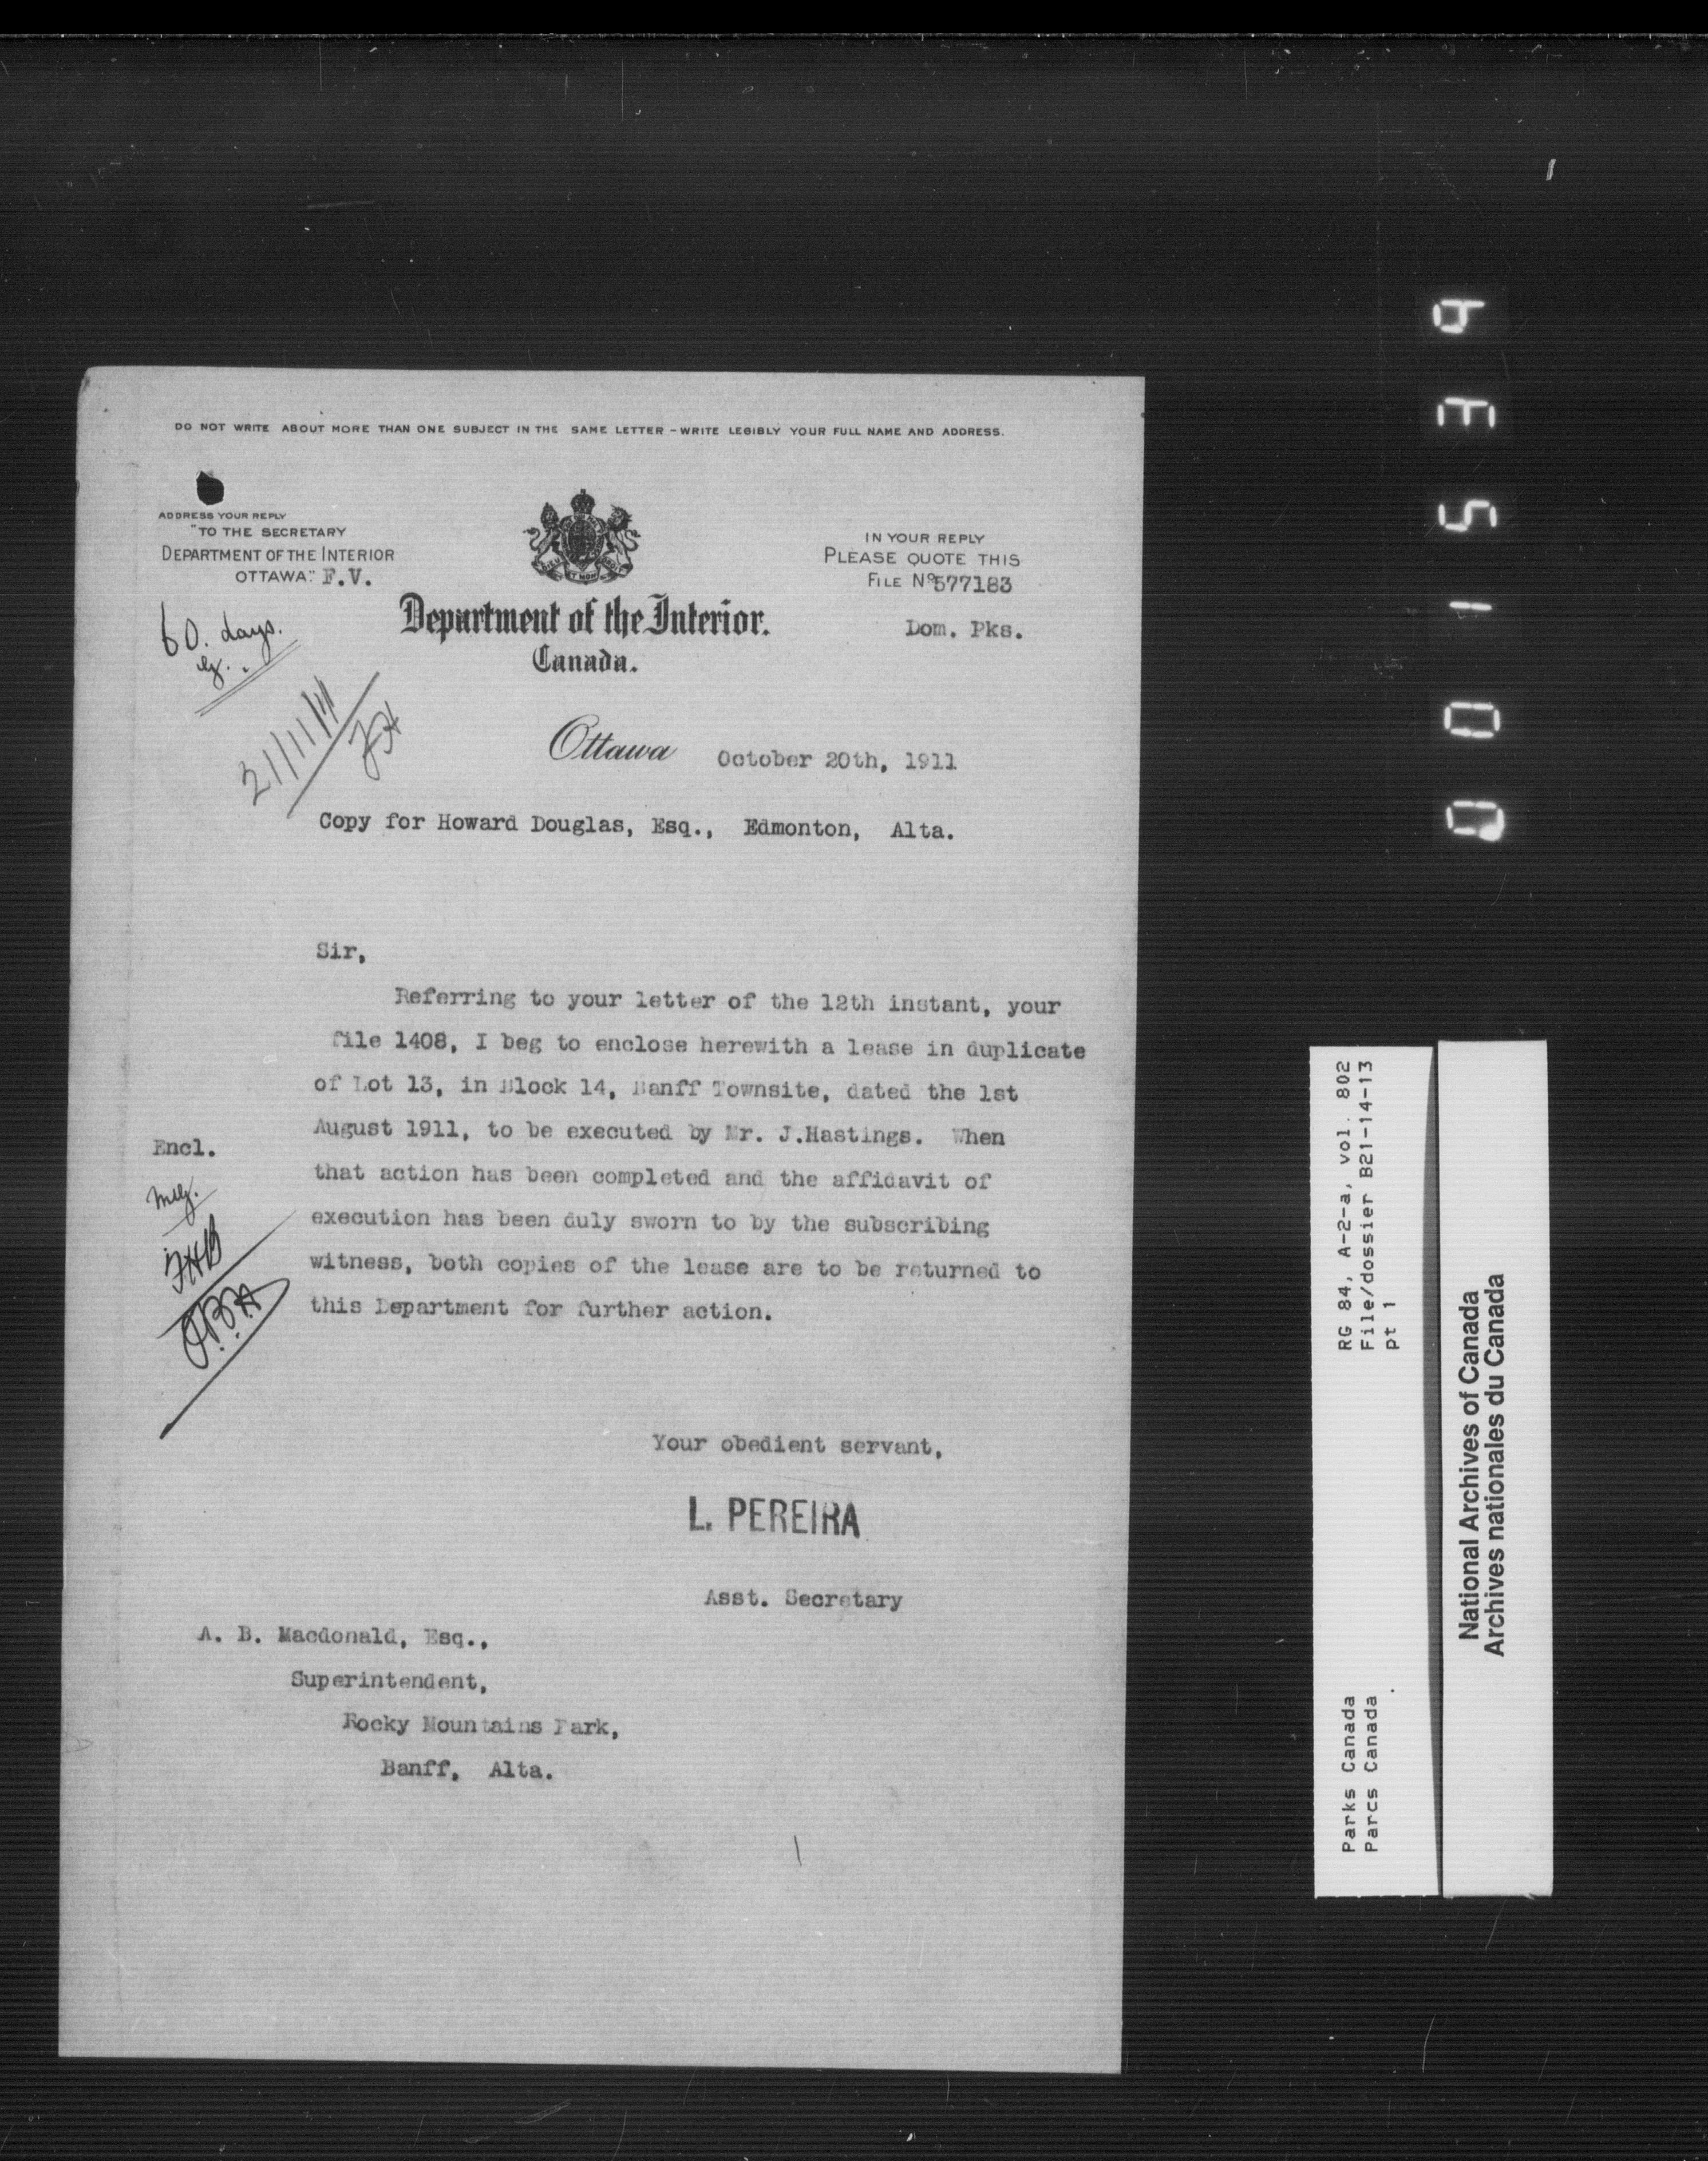 DO NOT WRITE ABOUT MORE THAN ONE SUBJECT IN THE SAME LETTER – WRITE LEGIBLY YOUR FULL NAME AND ADDRESS.
ADDRESS YOUR REPLY
"TO THE SECRETARY
DEPARTMENT OF THE INTERIOR
OTTAWA." F.V.
IN YOUR REPLY
PLEASE QUOTE THIS
FILE No 577183
Dom. Pks.
Department of the Interior.
Canada.
60. days.
21/11/11
Ottawa October 20th, 1911
Copy for Howard Douglas, Esq., Edmonton, Alta.
Sir,
Referring to your letter of the 12th instant, your
file 1408, I beg to enclose herewith a lease in duplicate
of Lot 13, in Block 14, Banff Townsite, dated the 1st
August 1911, to be executed by Mr. J.Hastings. When
that action has been completed and the affidavit of
execution has been duly sworn to by the subscribing
witness, both copies of the lease are to be returned to
this Department for further action.
Encl.
FHB
Your obedient servant,
L. PEREIRA
Asst. Secretary
A. B. Macdonald, Esq.,
Superintendent,
Rocky Mountains Park,
Banff, Alta.
RG 84, A-2-a, vol. 802
File/dossier B21-14-13
pt 1
Parks Canada
Parcs Canada
National Archives of Canada
Archives nationales du Canada